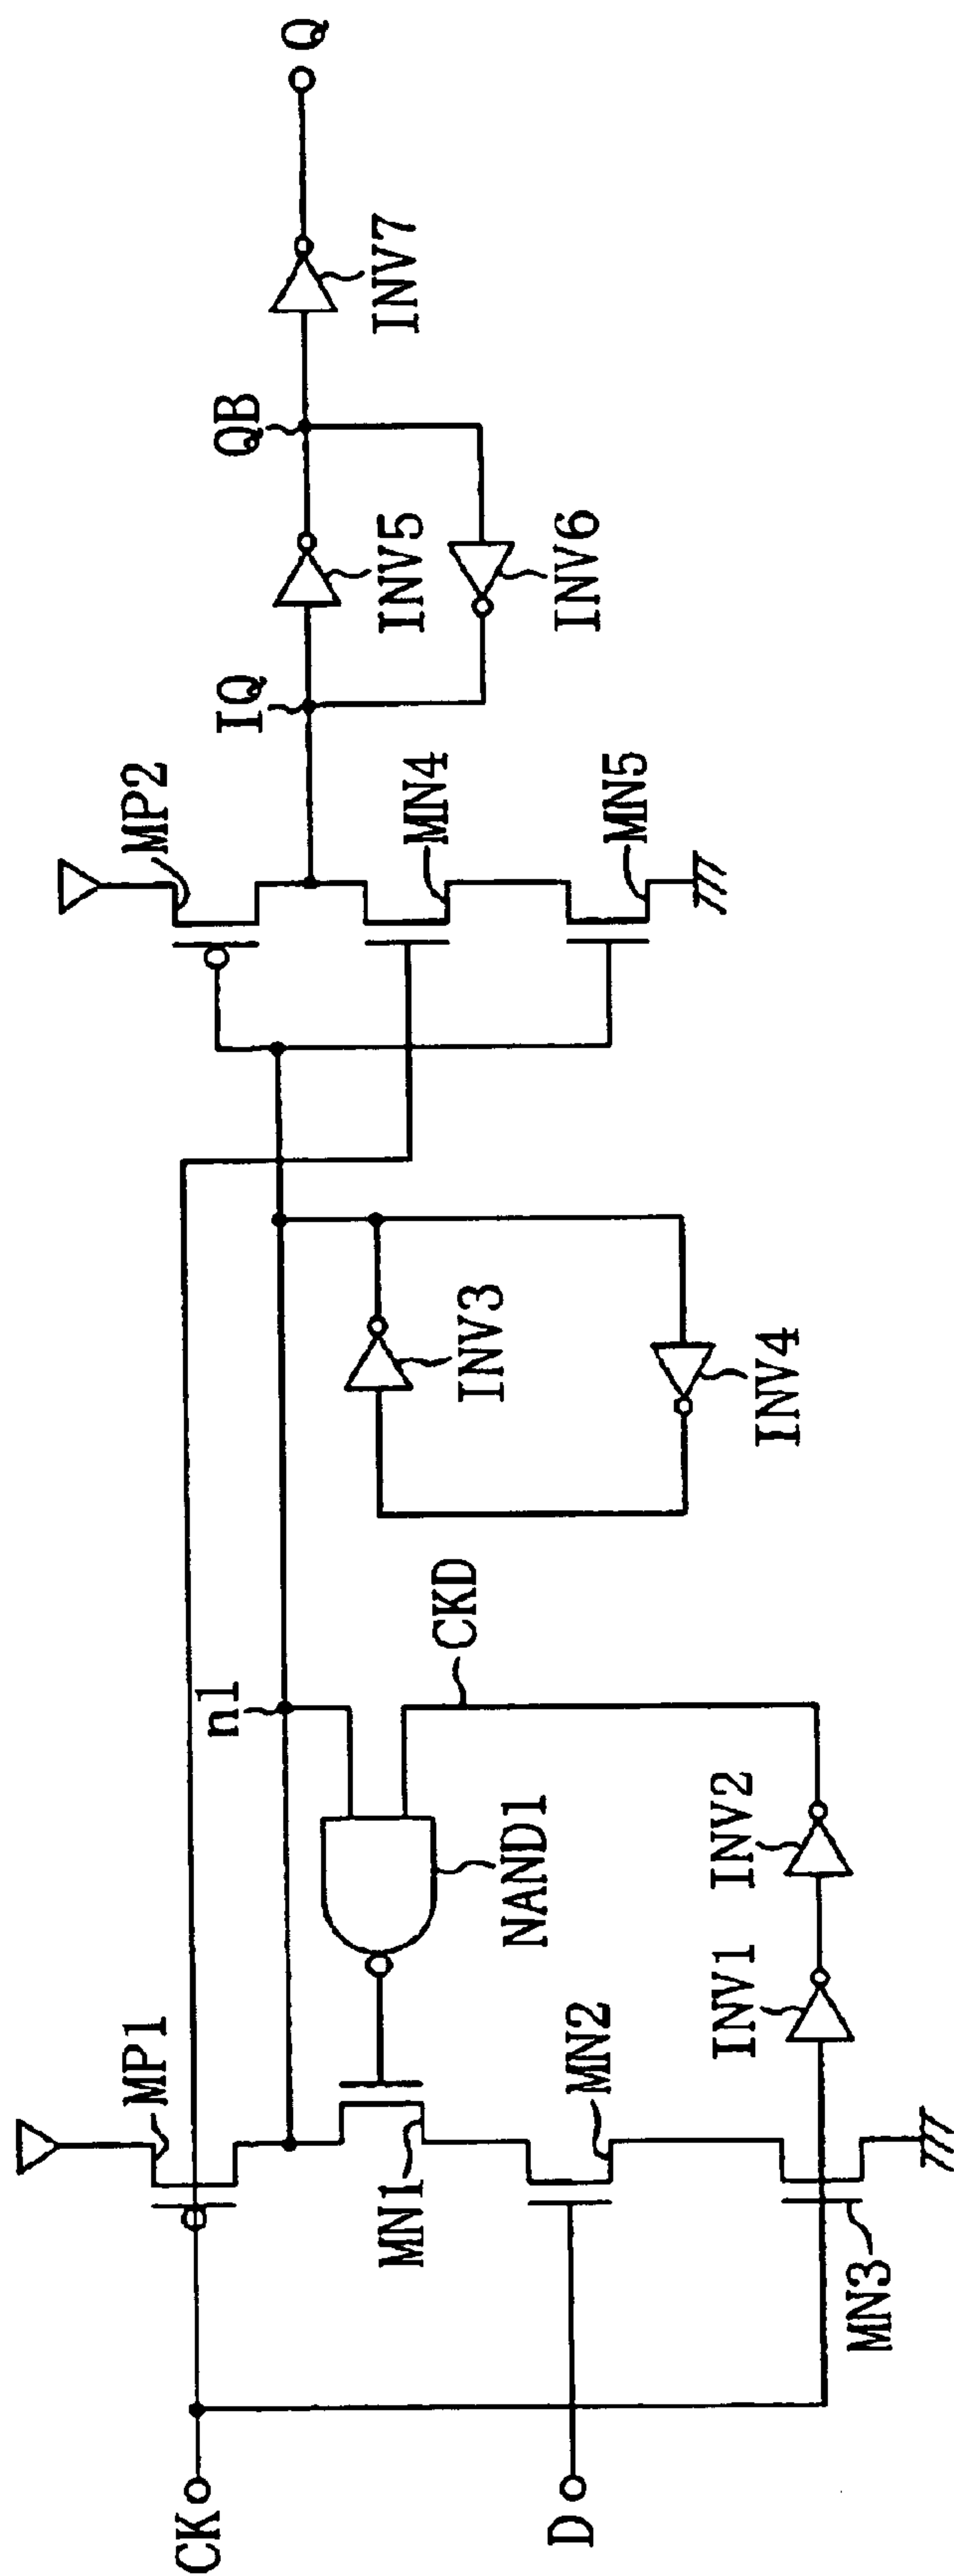 CK
D
MP1
MN1
MN2
MN3
INV1
INV2
NAND1
n1
CKD
INV3
INV4
MP2
MN4
MN5
IQ
QB
INV5
INV6
INV7
Q